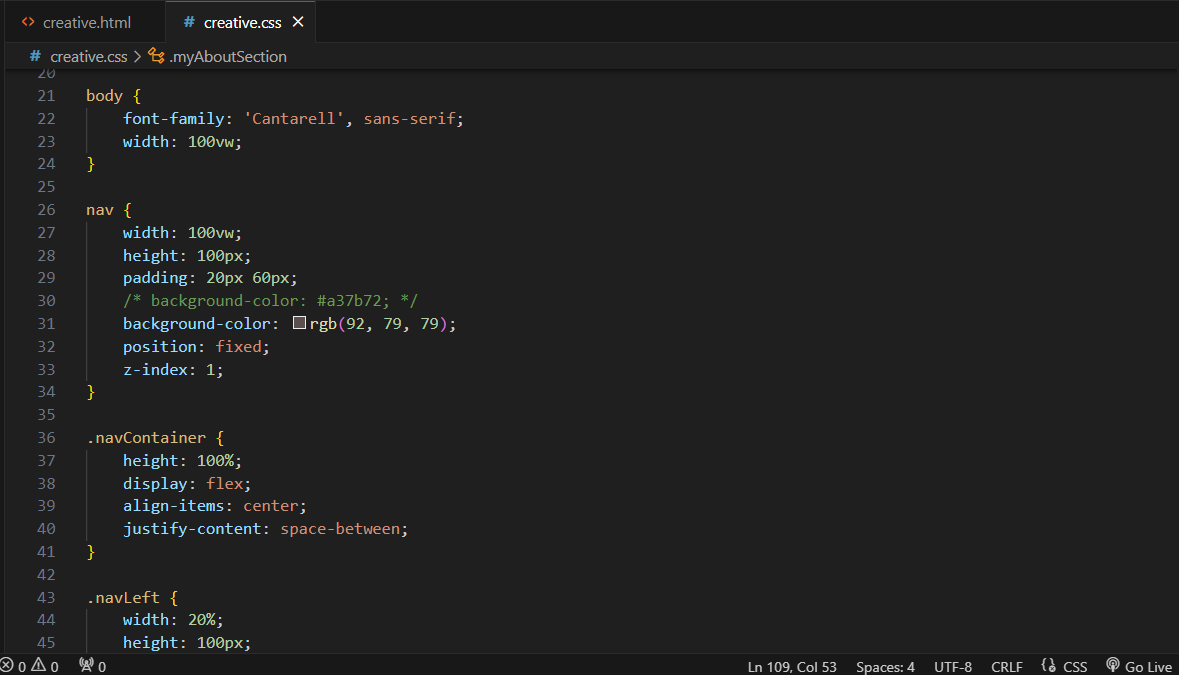 <> creative.html # creative.css ×
# creative.css > .myAboutSection
20
21 body {
22     font-family: 'Cantarell', sans-serif;
23     width: 100vw;
24 }
25
26 nav {
27     width: 100vw;
28     height: 100px;
29     padding: 20px 60px;
30     /* background-color: #a37b72; */
31     background-color: rgb(92, 79, 79);
32     position: fixed;
33     z-index: 1;
34 }
35
36 .navContainer {
37     height: 100%;
38     display: flex;
39     align-items: center;
40     justify-content: space-between;
41 }
42
43 .navLeft {
44     width: 20%;
45     height: 100px;
0 0 0 Ln 109, Col 53 Spaces: 4 UTF-8 CRLF CSS Go Live